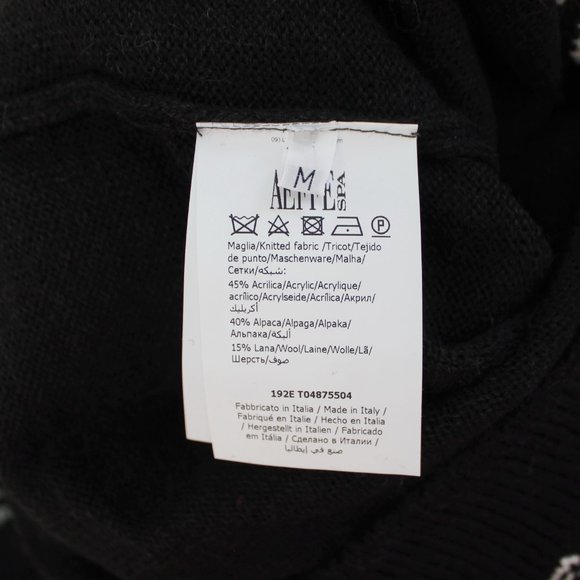 M
AEFFE
SPA
P
Maglia/Knitted fabric /Tricot/Tejido
de punto/Maschenware/Malha/
Сетки/شبكة:
45% Acrilica/Acrylic/Acrylique/
acrílico/Acrylseide/Acrílica/Акрил/
أكريليك
40% Alpaca/Alpaga/Alpaka/
Альпака/ألبكة
15% Lana/Wool/Laine/Wolle/Lã/
Шерсть/صوف
192E T04875504
Fabbricato in Italia / Made in Italy /
Fabriqué en Italie / Hecho en Italia
/ Hergestellt in Italien / Fabricado
em Itália / Сделано в Италии /
صنع في إيطاليا